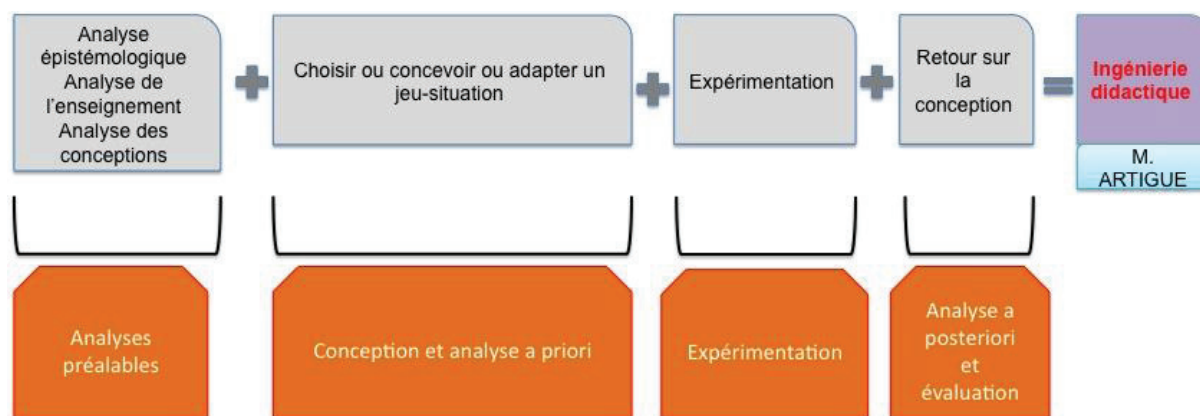 Analyse
épistémologique
Analyse de
l'enseignement
Analyse des
conceptions
Choisir ou concevoir ou adapter un
jeu-situation
Expérimentation
Retour sur
la
conception
Ingénierie
didactique
M.
ARTIGUE
Analyses
préalables
Conception et analyse a priori
Expérimentation
Analyse a
posteriori
et
évaluation